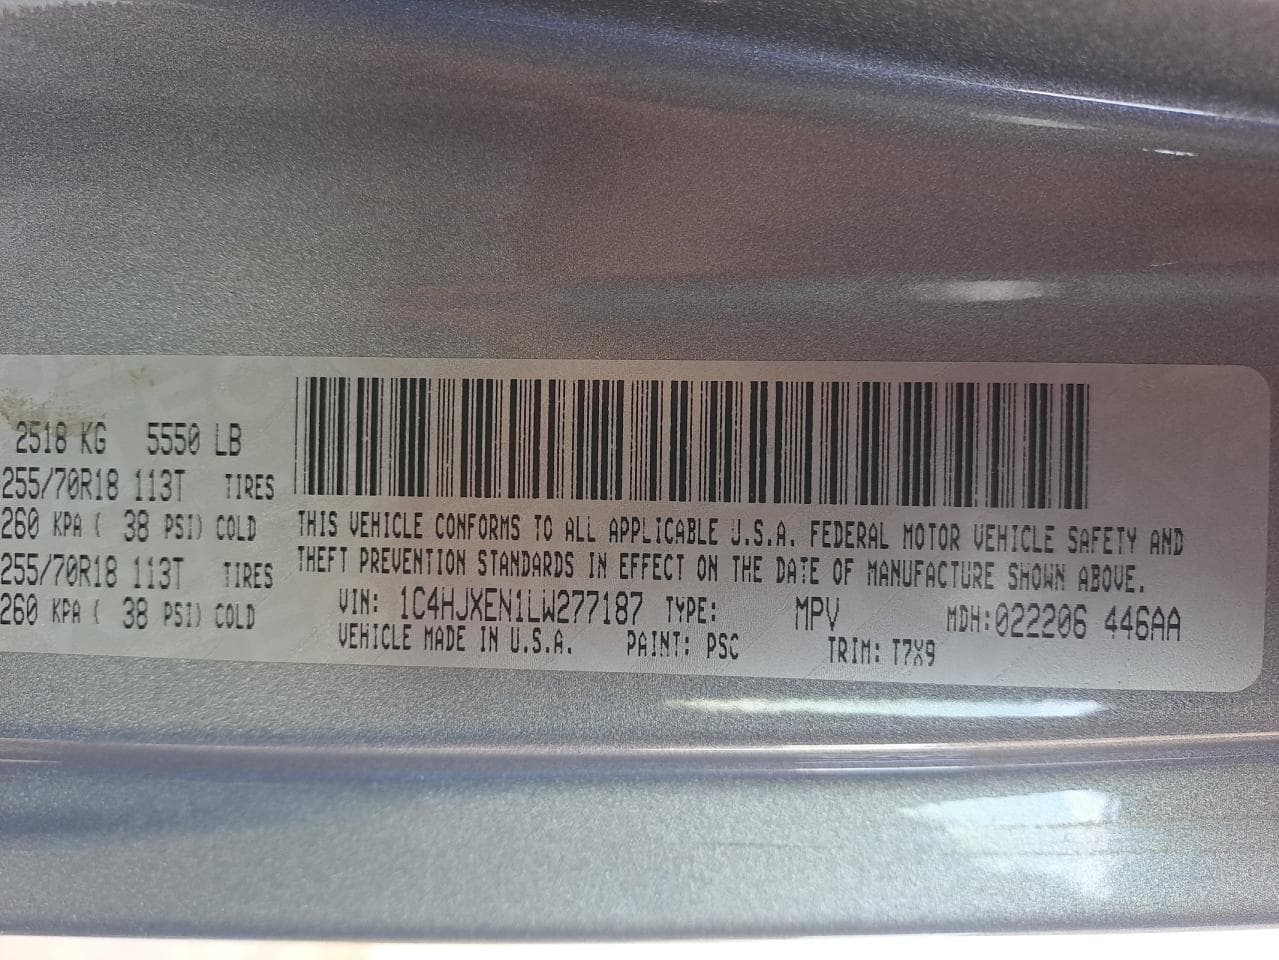 2518 KG 5550 LB
255/70R18 113T TIRES
260 KPA ( 38 PSI) COLD
255/70R18 113T TIRES
260 KPA ( 38 PSI) COLD
THIS VEHICLE CONFORMS TO ALL APPLICABLE U.S.A. FEDERAL MOTOR VEHICLE SAFETY AND
THEFT PREVENTION STANDARDS IN EFFECT ON THE DATE OF MANUFACTURE SHOWN ABOVE.
VIN: 1C4HJXEN1LW277187 TYPE: MPV MDH:022206 446AA
VEHICLE MADE IN U.S.A. PAINT: PSC TRIM: T7X9